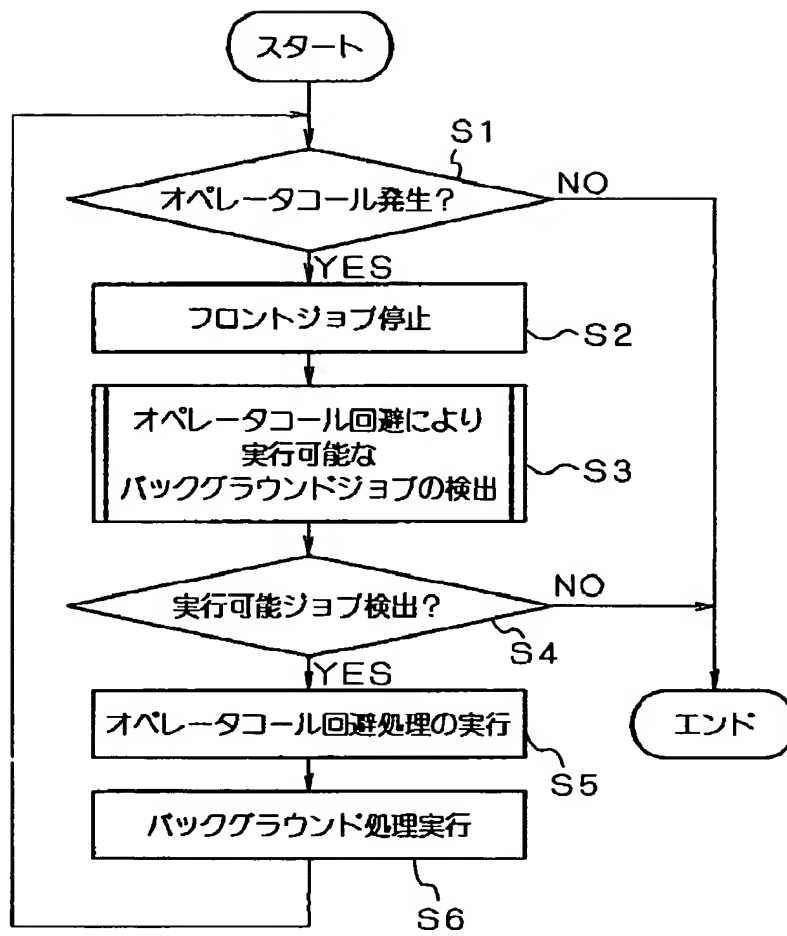 スタート
S1
オペレータコール発生?
NO
YES
フロントジョブ停止
S2
オペレータコール回避により
実行可能な
バックグラウンドジョブの検出
S3
実行可能ジョブ検出?
NO
S4
YES
オペレータコール回避処理の実行
エンド
S5
バックグラウンド処理実行
S6